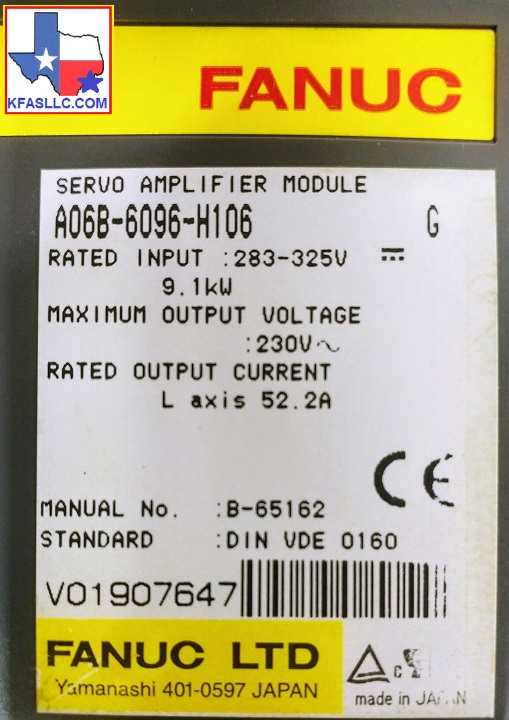 KFASLLC.COM
FANUC
SERVO AMPLIFIER MODULE
A06B-6096-H106 G
RATED INPUT :283-325V ⎓
9.1kW
MAXIMUM OUTPUT VOLTAGE
:230V～
RATED OUTPUT CURRENT
L axis 52.2A
CE
MANUAL No. :B-65162
STANDARD :DIN VDE 0160
V01907647
FANUC LTD
Yamanashi 401-0597 JAPAN
made in JAPAN